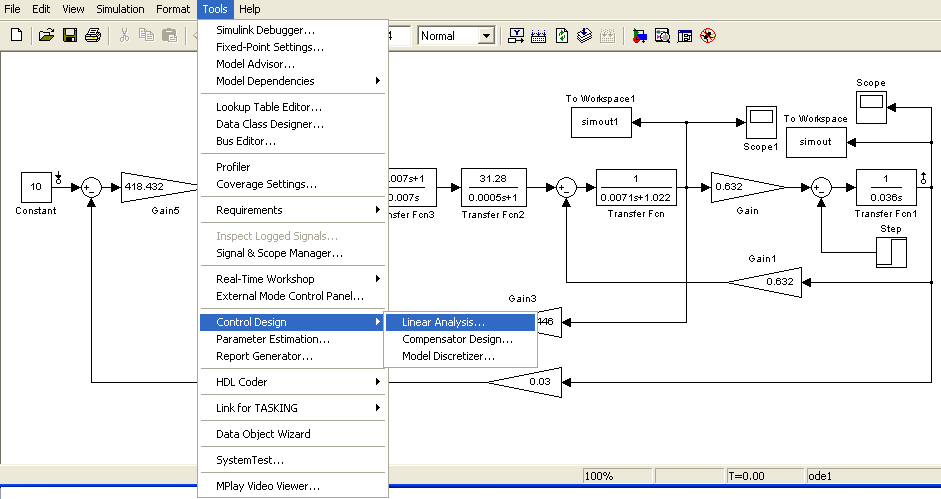 File Edit View Simulation Format Tools Help
Normal
Simulink Debugger...
Fixed-Point Settings...
Model Advisor...
Model Dependencies
Lookup Table Editor...
Data Class Designer...
Bus Editor...
Profiler
Coverage Settings...
Requirements
Inspect Logged Signals...
Signal & Scope Manager...
Real-Time Workshop
External Mode Control Panel...
Control Design
Parameter Estimation...
Report Generator...
HDL Coder
Link for TASKING
Data Object Wizard
SystemTest...
MPlay Video Viewer...
Linear Analysis...
Compensator Design...
Model Discretizer...
10
Constant
+
-
418.432
Gain5
.007s+1
0.007s
Transfer Fcn3
31.28
0.0005s+1
Transfer Fcn2
+
-
1
0.0071s+1.022
Transfer Fcn
0.632
Gain
+
-
1
0.036s
Transfer Fcn1
To Workspace1
simout1
Scope1
To Workspace
simout
Scope
Step
Gain1
0.632
Gain3
446
0.03
100%
T=0.00
ode1